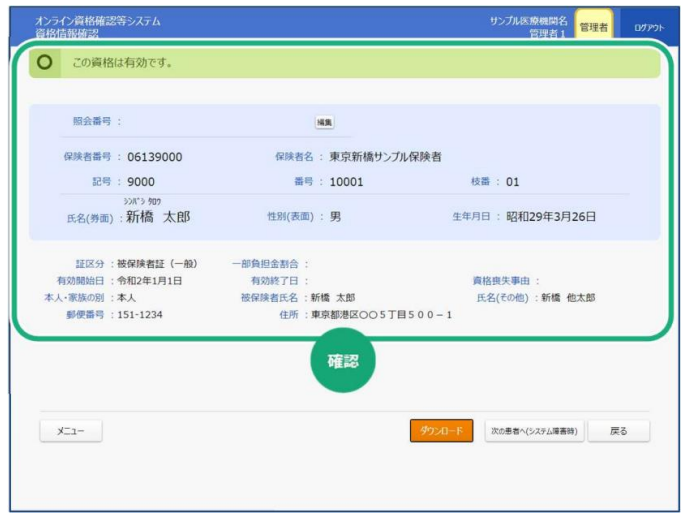 オンライン資格確認等システム
資格情報確認
サンプル医療機関名
管理者1
管理者
ログアウト
この資格は有効です。
照会番号 :
編集
保険者番号 : 06139000 保険者名 : 東京新橋サンプル保険者
記号 : 9000 番号 : 10001 枝番 : 01
シンバシ タロウ
氏名(券面) : 新橋 太郎 性別(表面) : 男 生年月日 : 昭和29年3月26日
証区分 : 被保険者証（一般） 一部負担金割合 :
有効開始日 : 令和2年1月1日 有効終了日 : 資格喪失事由 :
本人・家族の別 : 本人 被保険者氏名 : 新橋 太郎 氏名(その他) : 新橋 他太郎
郵便番号 : 151-1234 住所 : 東京都港区〇〇５丁目５００－１
確認
メニュー
ダウンロード
次の患者へ(システム障害時)
戻る